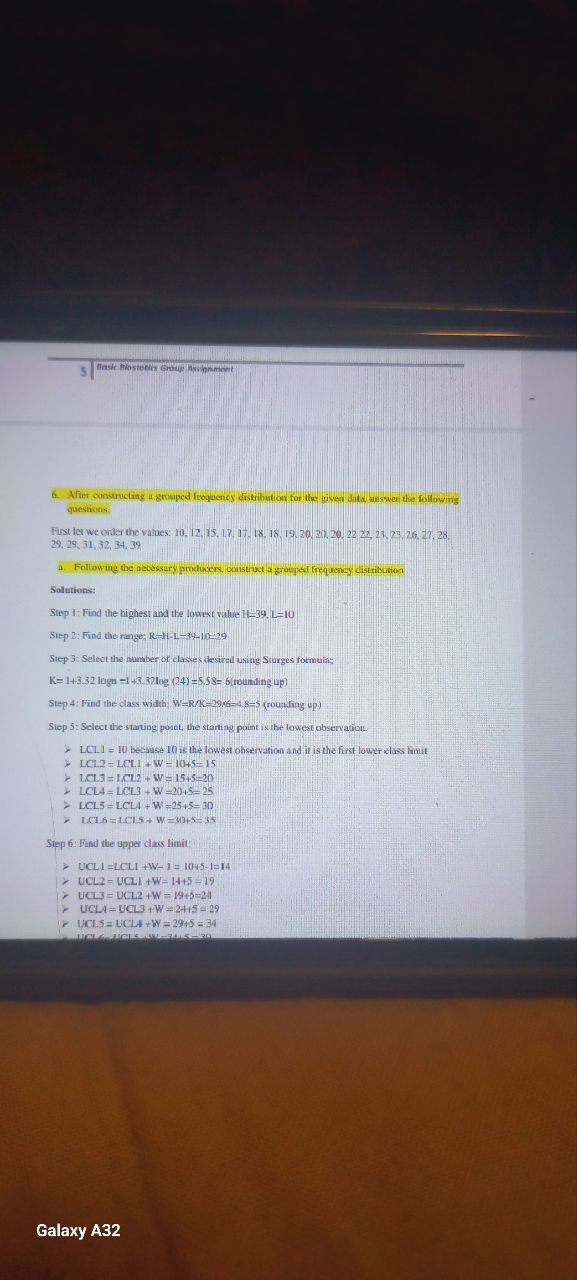 5 Basic Biostatics Group Assignment
6. After constructing a grouped frequency distribution for the given data, answer the following
questions.
First let we order the values: 10, 12, 15, 17, 17, 18, 18, 19, 20, 20, 20, 22 22, 23, 23, 26, 27, 28,
29, 29, 31, 32, 34, 39
a. Following the necessary producers, construct a grouped frequency distribution
Solutions:
Step 1: Find the highest and the lowest value H=39, L=10
Step 2: Find the range; R=H-L=39-10=29
Step 3: Select the number of classes desired using Sturges formula;
K= 1+3.32 logn =1+3.32log (24) =5.58= 6(rounding up)
Step 4: Find the class width; W=R/K=29/6=4.8=5 (rounding up)
Step 5: Select the starting point, the starting point is the lowest observation.
➢ LCL1 = 10 because 10 is the lowest observation and it is the first lower class limit
➢ LCL2 = LCL1 + W = 10+5= 15
➢ LCL3 = LCL2 + W = 15+5=20
➢ LCL4 = LCL3 + W =20+5= 25
➢ LCL5 = LCL4 + W =25+5= 30
➢ LCL6 = LCL5 + W =30+5= 35
Step 6: Find the upper class limit;
➢ UCL1 =LCL1 +W– 1 = 10+5-1=14
➢ UCL2 = UCL1 +W= 14+5 = 19
➢ UCL3 = UCL2 +W = 19+5=24
➢ UCL4 = UCL3 +W = 24+5 = 29
➢ UCL5 = UCL4 +W = 29+5 = 34
➢ UCL6 = UCL5 +W =34+5 = 39
Galaxy A32